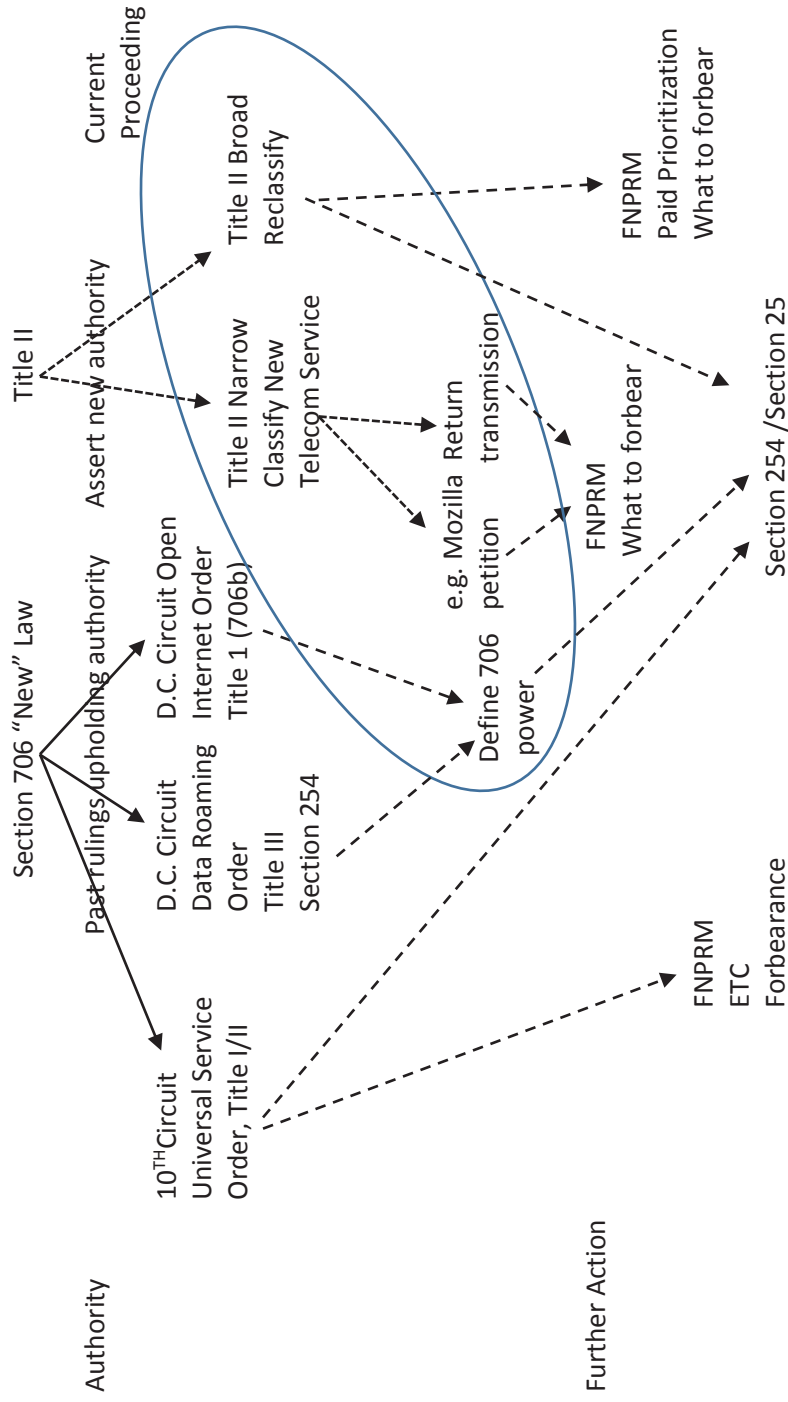 Section 706 “New” Law
Title II
Authority
Past rulings upholding authority
Assert new authority
Current
Proceeding
10THCircuit
Universal Service
Order, Title I/II
D.C. Circuit
Data Roaming
Order
Title III
Section 254
D.C. Circuit Open
Internet Order
Title 1 (706b)
Title II Narrow
Classify New
Telecom Service
Title II Broad
Reclassify
e.g. Mozilla
petition
Return
transmission
Define 706
power
Further Action
FNPRM
What to forbear
FNPRM
Paid Prioritization
What to forbear
FNPRM
ETC
Forbearance
Section 254 /Section 25